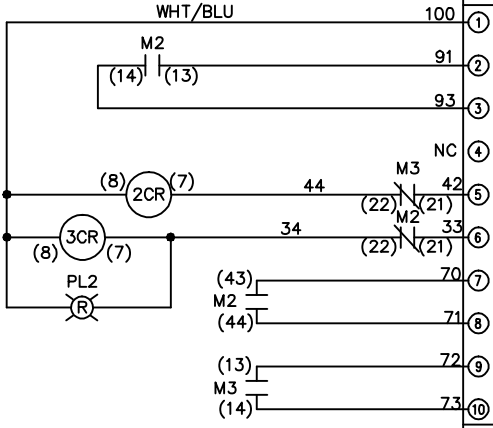 WHT/BLU 100 1
M2 91 2
(14) (13)
93 3
NC 4
M3
(8) 2CR (7) 44 42 5
(22) (21)
M2
3CR 34 33 6
(8) (7) (22) (21)
PL2 (43) 70 7
R M2
(44) 71 8
(13) 72 9
M3
(14) 73 10